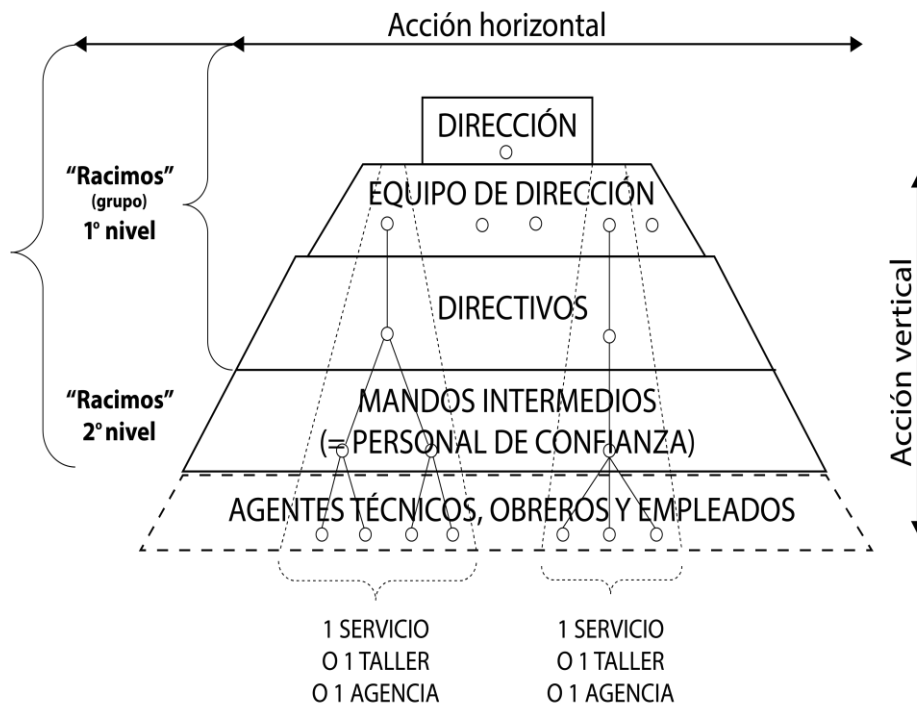 Acción horizontal
DIRECCIÓN
EQUIPO DE DIRECCIÓN
"Racimos"
(grupo)
1° nivel
DIRECTIVOS
"Racimos"
2° nivel
MANDOS INTERMEDIOS
(= PERSONAL DE CONFIANZA)
AGENTES TÉCNICOS, OBREROS Y EMPLEADOS
Acción vertical
1 SERVICIO
O 1 TALLER
O 1 AGENCIA
1 SERVICIO
O 1 TALLER
O 1 AGENCIA